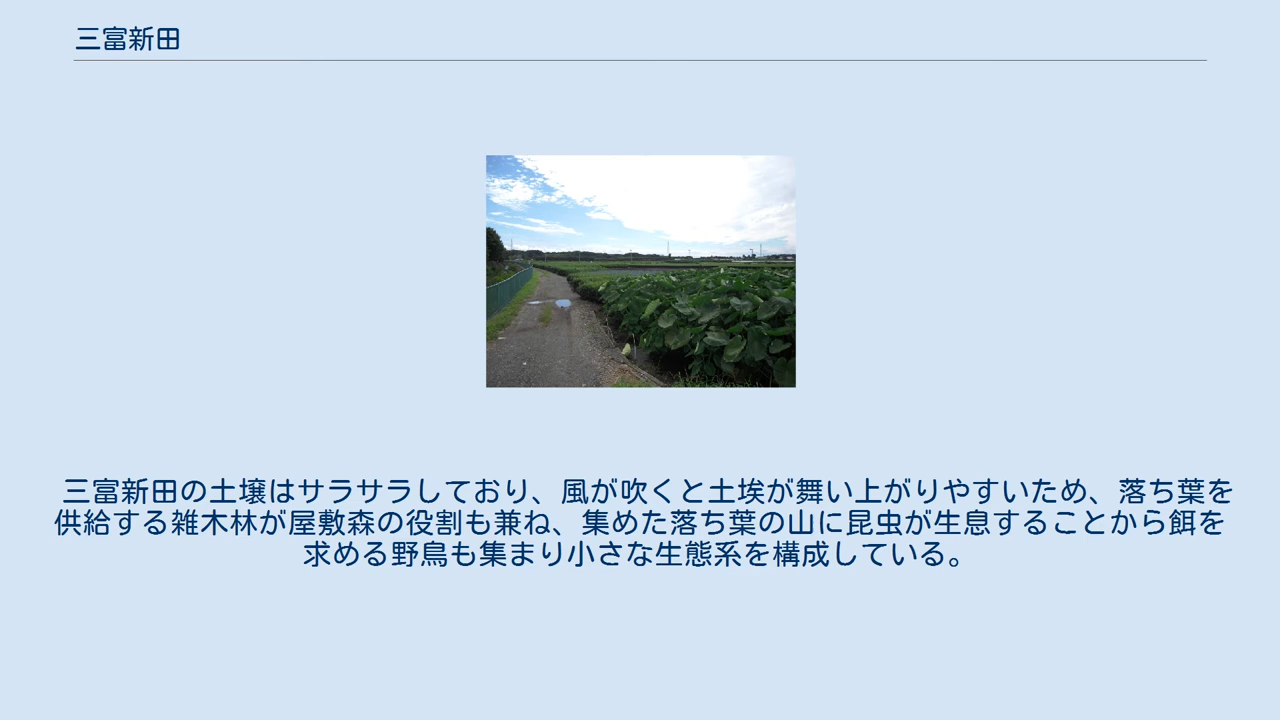 三富新田
三富新田の土壌はサラサラしており、風が吹くと土埃が舞い上がりやすいため、落ち葉を
供給する雑木林が屋敷森の役割も兼ね、集めた落ち葉の山に昆虫が生息することから餌を
求める野鳥も集まり小さな生態系を構成している。